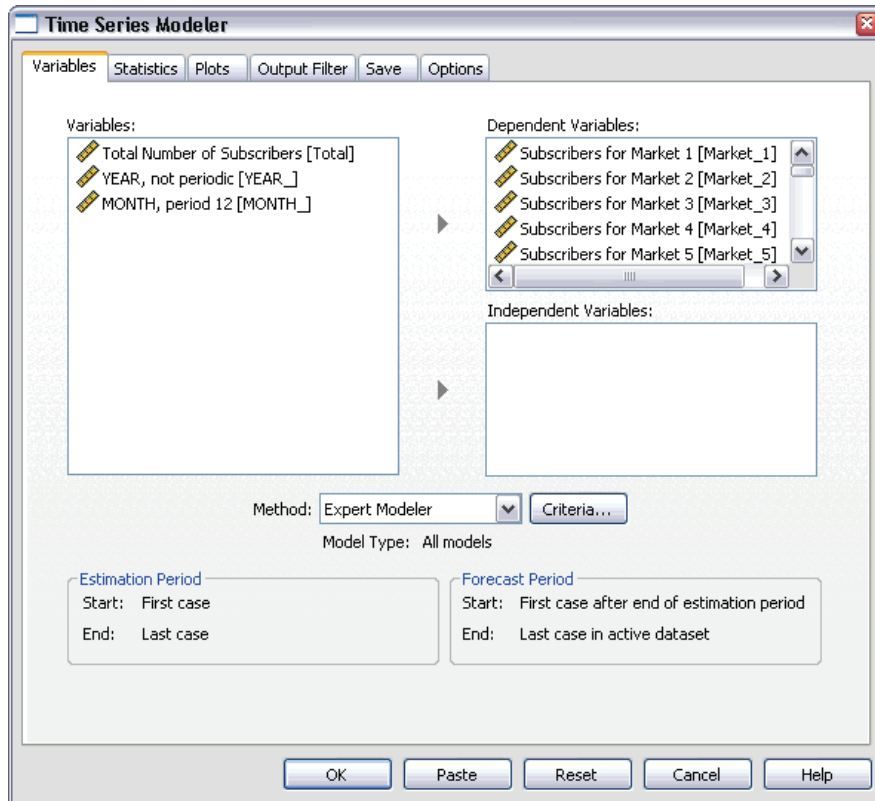 Time Series Modeler
Variables
Statistics
Plots
Output Filter
Save
Options
Variables:
Total Number of Subscribers [Total]
YEAR, not periodic [YEAR_]
MONTH, period 12 [MONTH_]
Dependent Variables:
Subscribers for Market 1 [Market_1]
Subscribers for Market 2 [Market_2]
Subscribers for Market 3 [Market_3]
Subscribers for Market 4 [Market_4]
Subscribers for Market 5 [Market_5]
Independent Variables:
Method: Expert Modeler Criteria...
Model Type: All models
Estimation Period
Start: First case
End: Last case
Forecast Period
Start: First case after end of estimation period
End: Last case in active dataset
OK
Paste
Reset
Cancel
Help